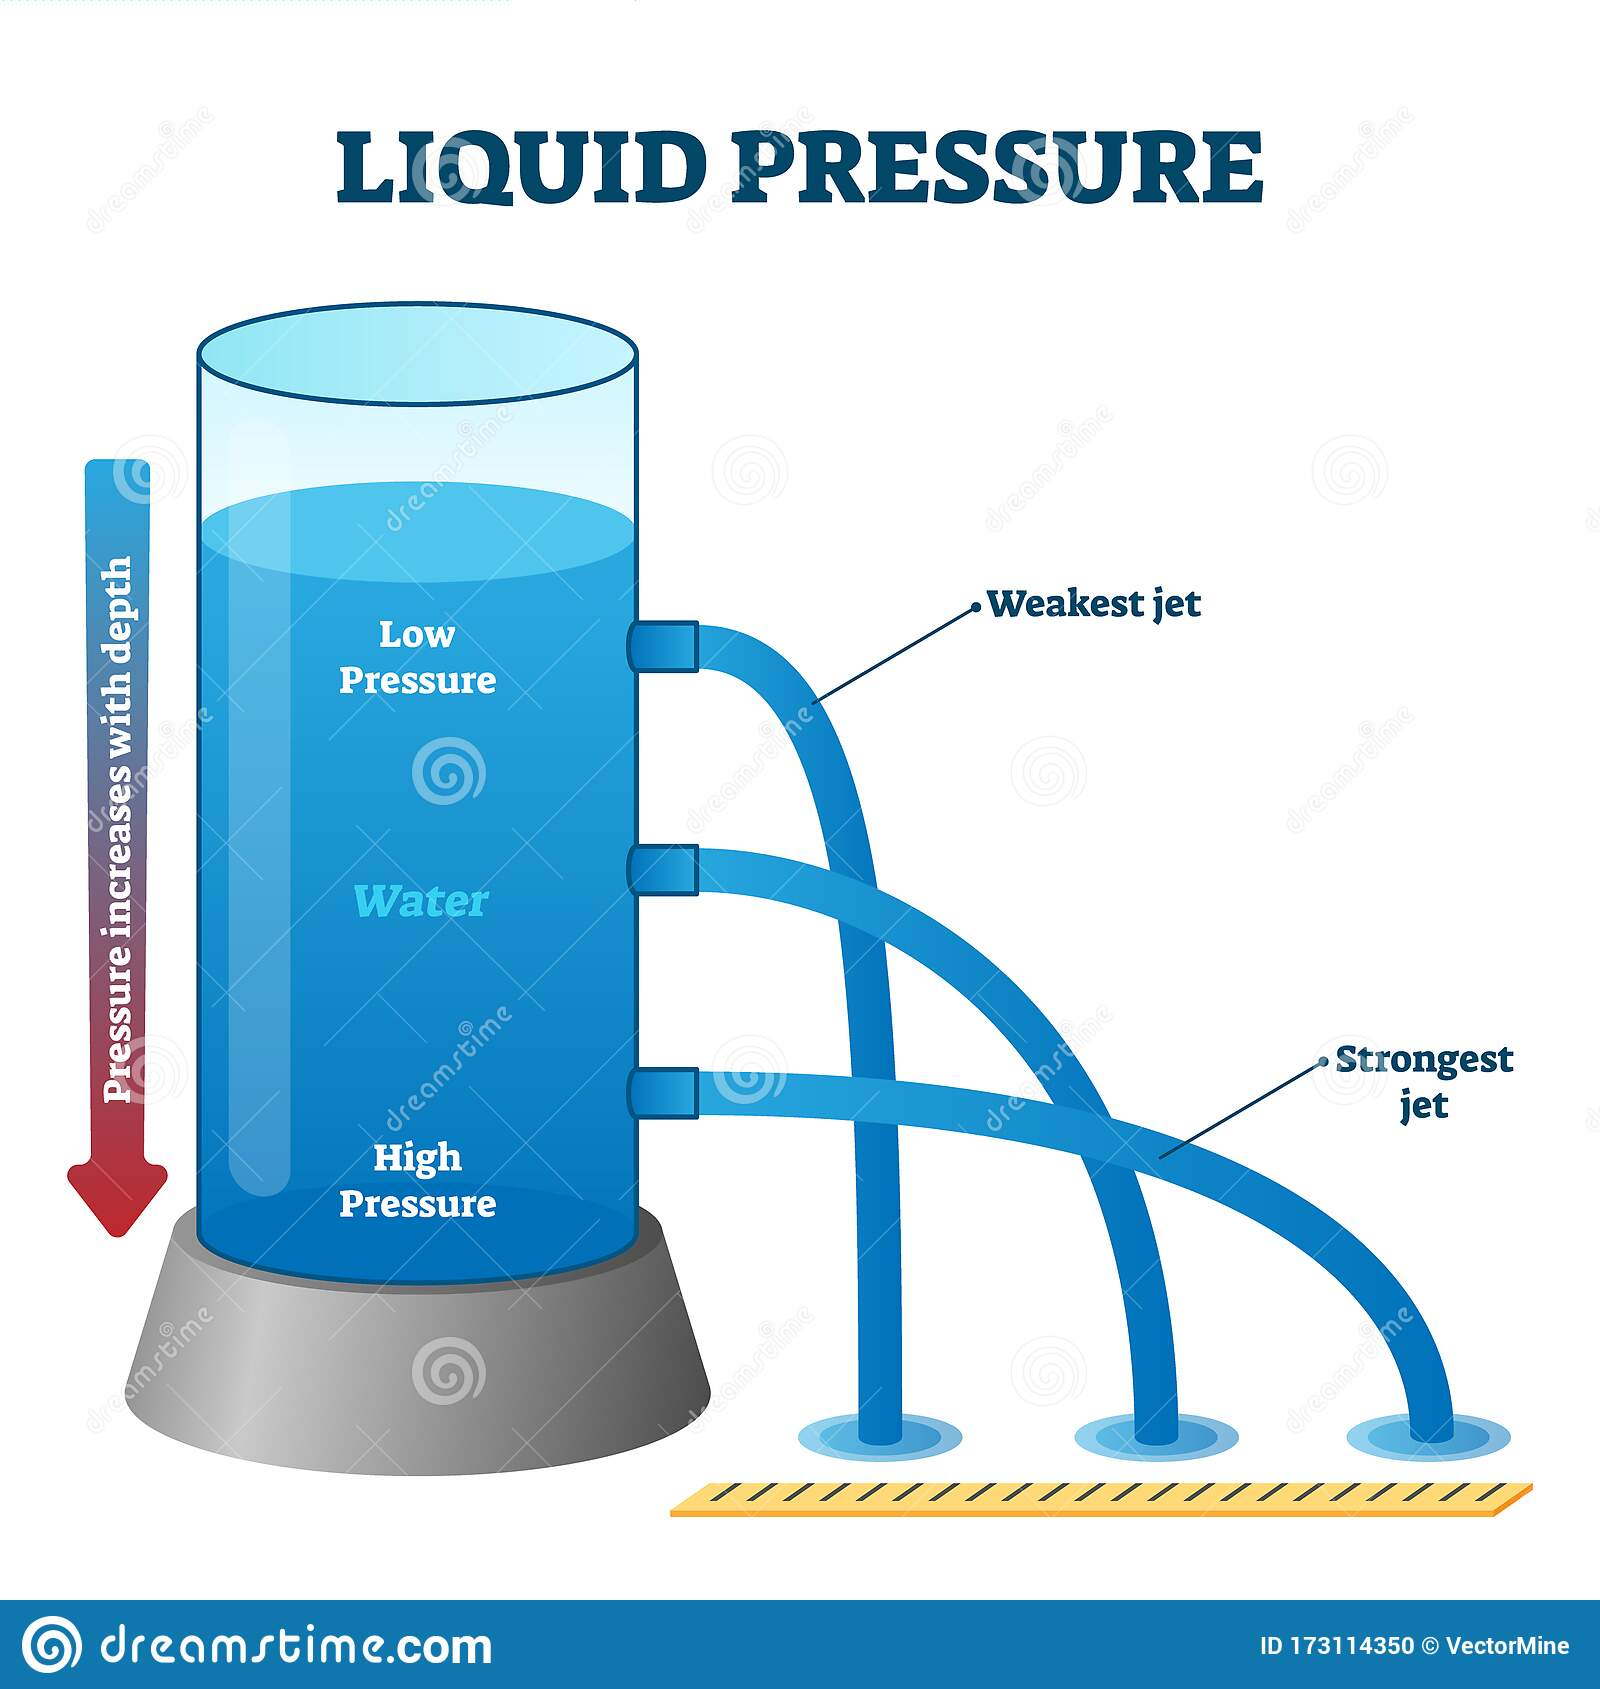 LIQUID PRESSURE
Pressure increases with depth
Low
Pressure
Water
High
Pressure
Weakest jet
Strongest
jet
dreamstime.com
ID 173114350 © VectorMine